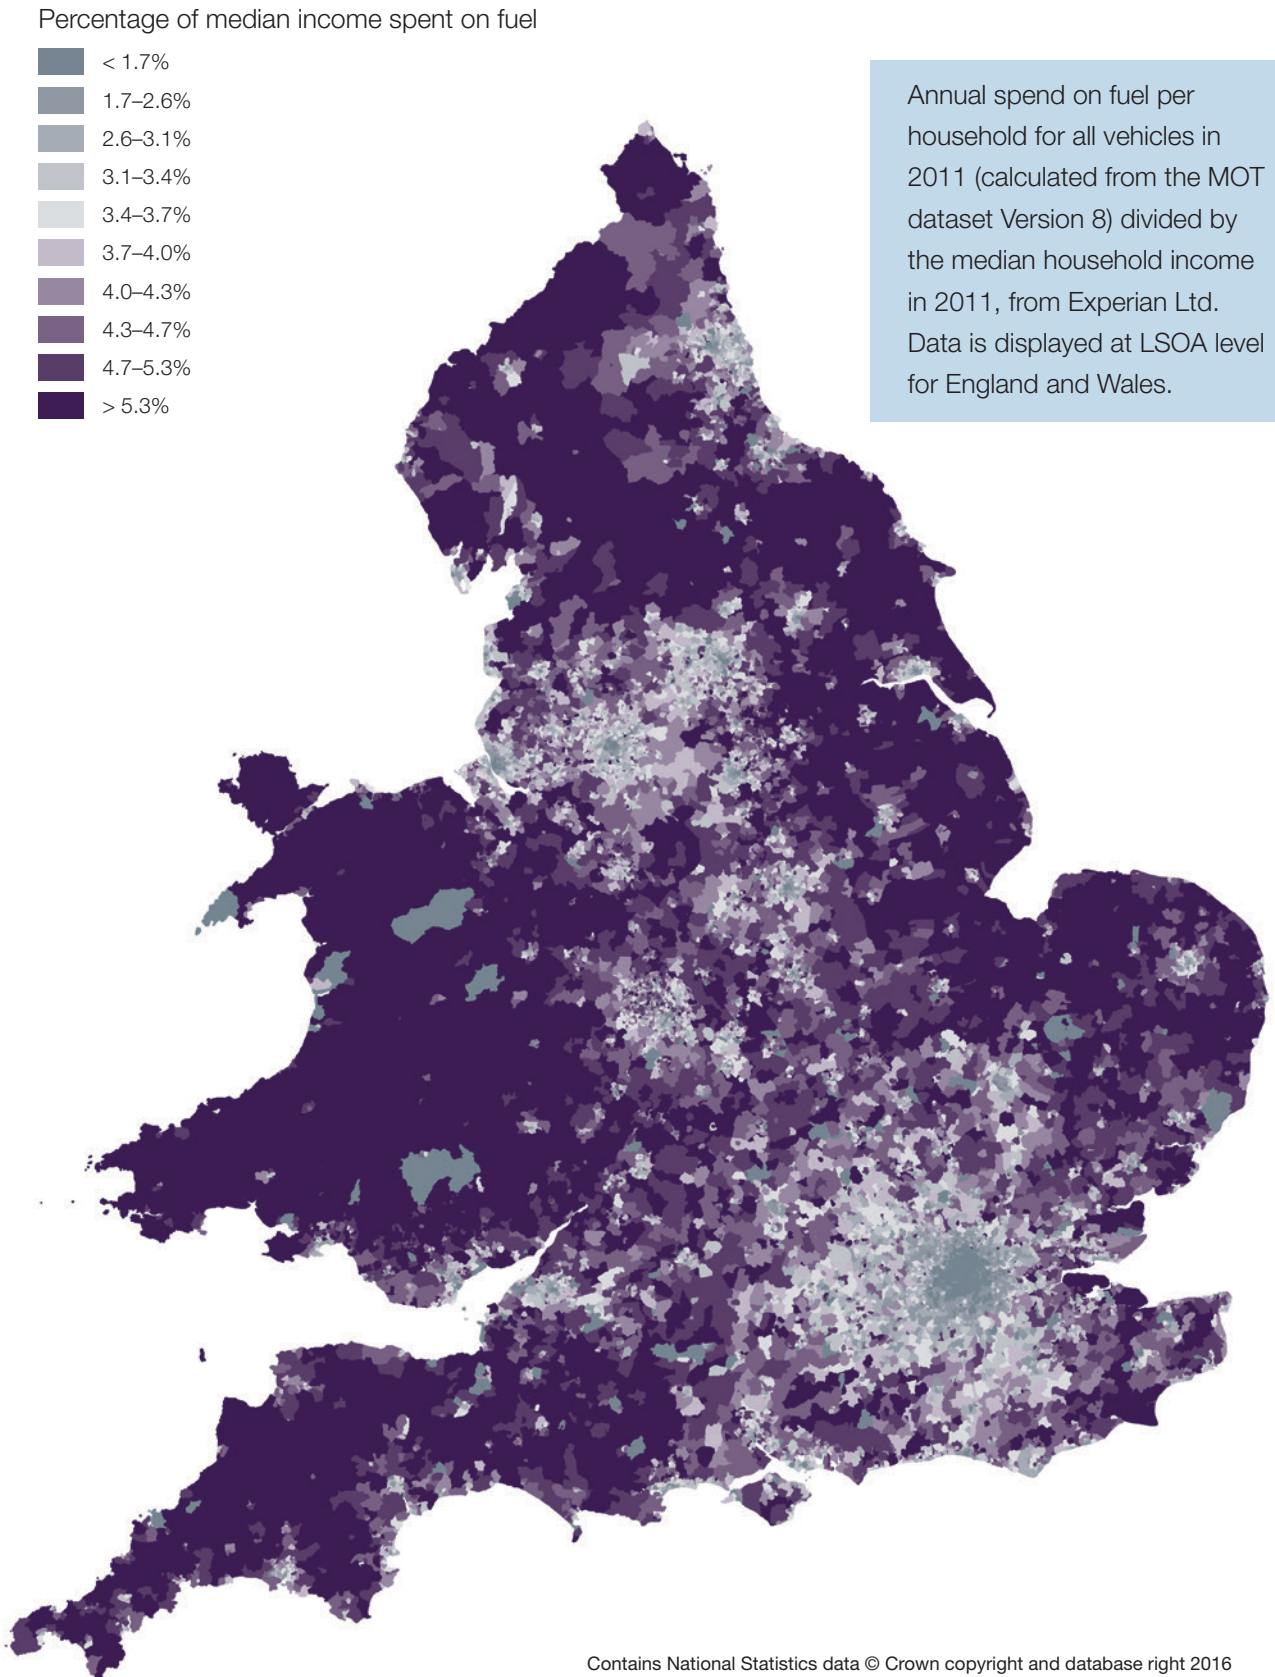 Percentage of median income spent on fuel
< 1.7%
1.7–2.6%
2.6–3.1%
3.1–3.4%
3.4–3.7%
3.7–4.0%
4.0–4.3%
4.3–4.7%
4.7–5.3%
> 5.3%
Annual spend on fuel per
household for all vehicles in
2011 (calculated from the MOT
dataset Version 8) divided by
the median household income
in 2011, from Experian Ltd.
Data is displayed at LSOA level
for England and Wales.
Contains National Statistics data © Crown copyright and database right 2016